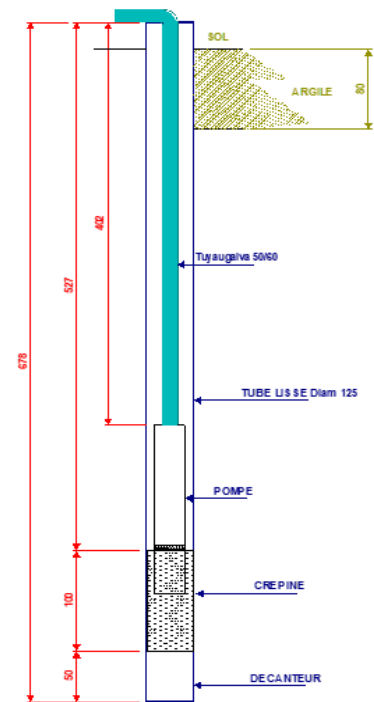 SOL
ARGILE
80
402
Tuyaugalva 50/60
527
678
TUBE LISSE Diam 125
POMPE
CREPINE
100
50
DECANTEUR